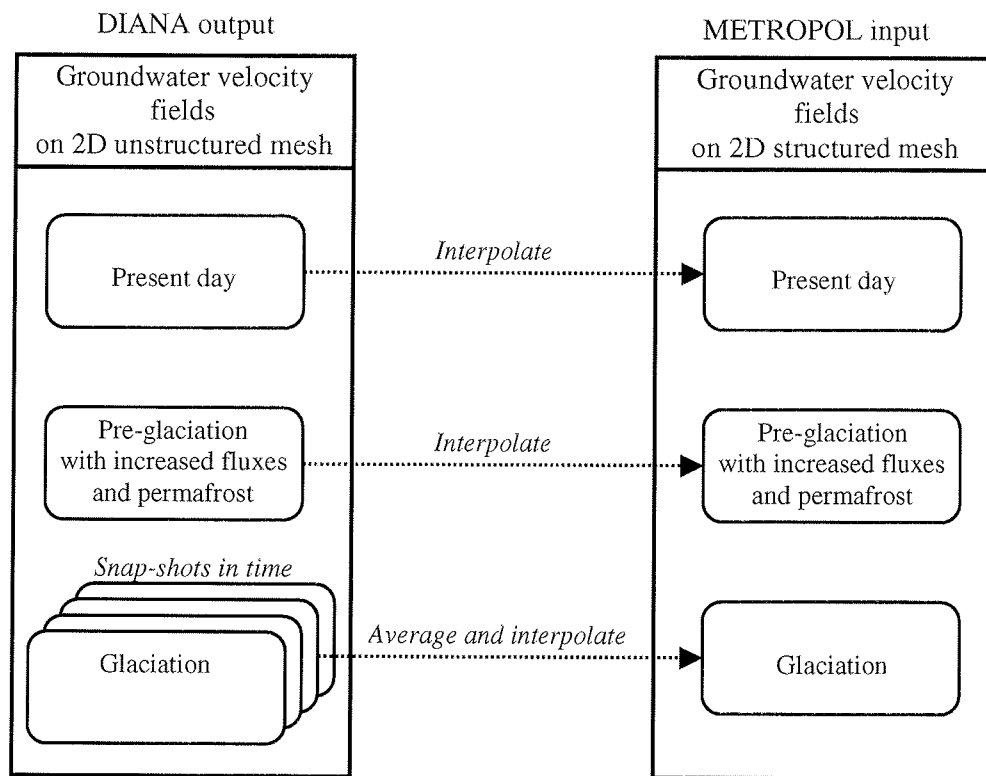 DIANA output
METROPOL input
Groundwater velocity
fields
on 2D unstructured mesh
Groundwater velocity
fields
on 2D structured mesh
Present day
Interpolate
Present day
Pre-glaciation
with increased fluxes
and permafrost
Interpolate
Pre-glaciation
with increased fluxes
and permafrost
Snap-shots in time
Glaciation
Average and interpolate
Glaciation